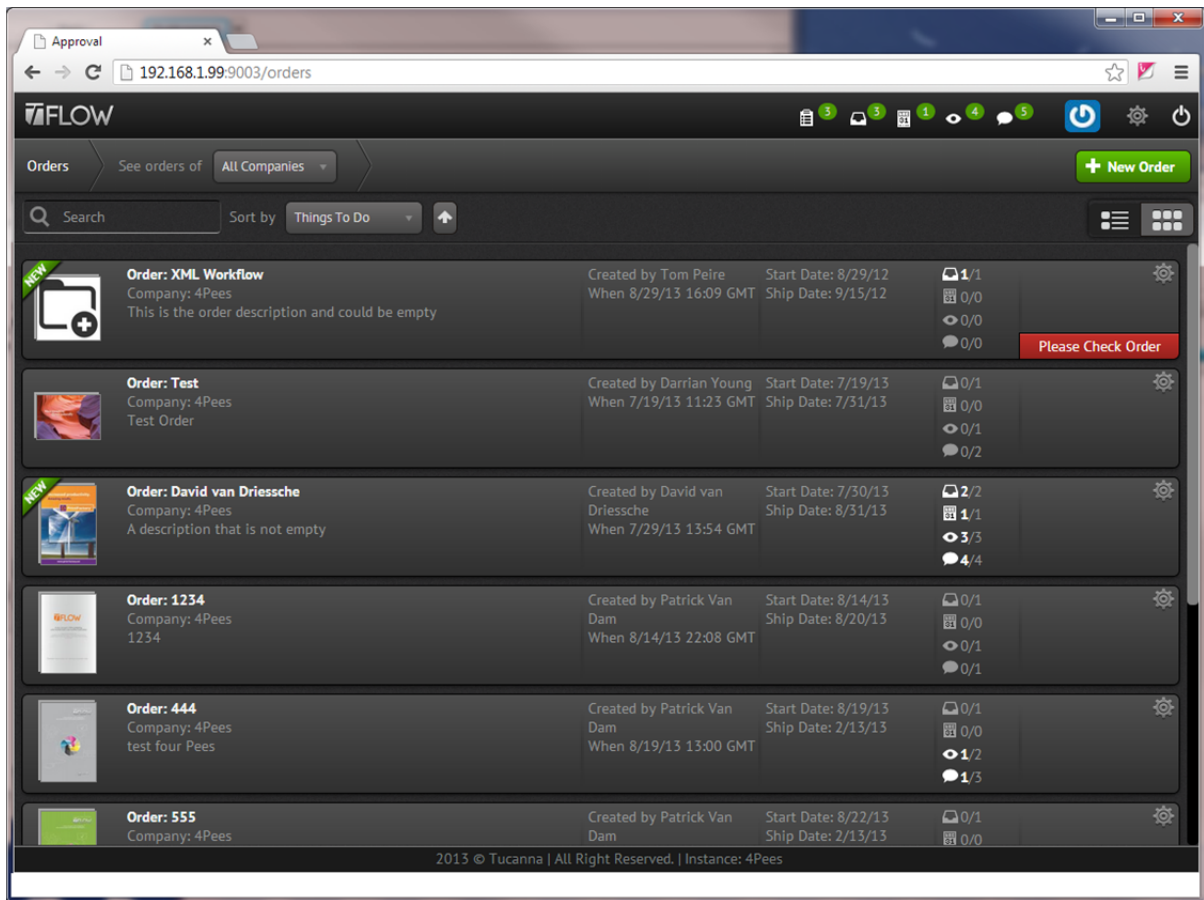 Approval
192.168.1.99:9003/orders
TFLOW
3 3 1 4 5
Orders See orders of All Companies New Order
Search Sort by Things To Do
NEW
Order: XML Workflow
Company: 4Pees
This is the order description and could be empty
Created by Tom Peire
When 8/29/13 16:09 GMT
Start Date: 8/29/12
Ship Date: 9/15/12
1/1
0/0
0/0
0/0
Please Check Order
Order: Test
Company: 4Pees
Test Order
Created by Darrian Young
When 7/19/13 11:23 GMT
Start Date: 7/19/13
Ship Date: 7/31/13
0/1
0/0
0/1
0/2
NEW
Order: David van Driessche
Company: 4Pees
A description that is not empty
Created by David van
Driessche
When 7/29/13 13:54 GMT
Start Date: 7/30/13
Ship Date: 8/31/13
2/2
1/1
3/3
4/4
TFLOW
Order: 1234
Company: 4Pees
1234
Created by Patrick Van
Dam
When 8/14/13 22:08 GMT
Start Date: 8/14/13
Ship Date: 8/20/13
0/1
0/0
0/1
0/1
Order: 444
Company: 4Pees
test four Pees
Created by Patrick Van
Dam
When 8/19/13 13:00 GMT
Start Date: 8/19/13
Ship Date: 2/13/13
0/1
0/0
1/2
1/3
Order: 555
Company: 4Pees
Created by Patrick Van
Dam
Start Date: 8/22/13
Ship Date: 2/13/13
0/1
0/0
2013 © Tucanna | All Right Reserved. | Instance: 4Pees